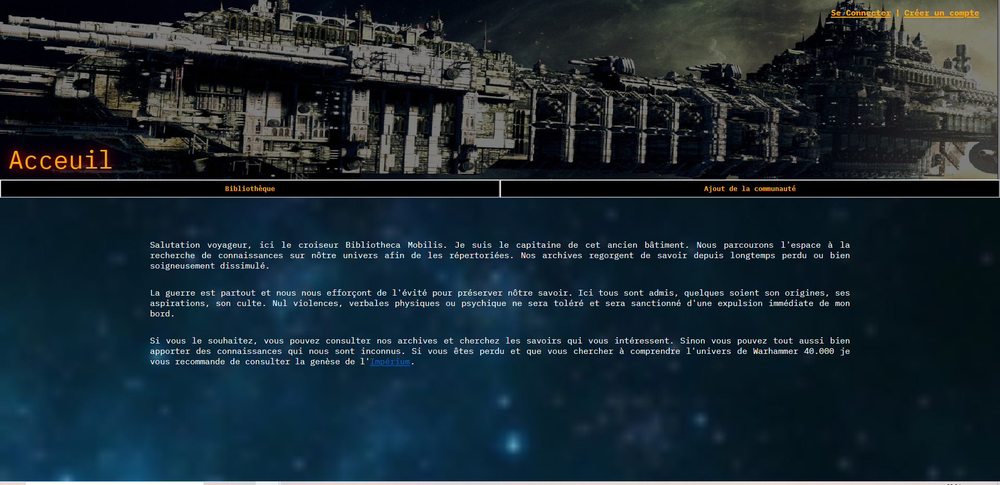 Se Connecter | Créer un compte
Acceuil
Bibliothèque
Ajout de la communauté
Salutation voyageur, ici le croiseur Bibliotheca Mobilis. Je suis le capitaine de cet ancien bâtiment. Nous parcourons l'espace à la
recherche de connaissances sur nôtre univers afin de les répertoriées. Nos archives regorgent de savoir depuis longtemps perdu ou bien
soigneusement dissimulé.
La guerre est partout et nous nous efforçont de l'évité pour préserver nôtre savoir. Ici tous sont admis, quelques soient son origines, ses
aspirations, son culte. Nul violences, verbales physiques ou psychique ne sera toléré et sera sanctionné d'une expulsion immédiate de mon
bord.
Si vous le souhaitez, vous pouvez consulter nos archives et cherchez les savoirs qui vous intéressent. Sinon vous pouvez tout aussi bien
apporter des connaissances qui nous sont inconnus. Si vous êtes perdu et que vous chercher à comprendre l'univers de Warhammer 40.000 je
vous recommande de consulter la genèse de l'Impérium.